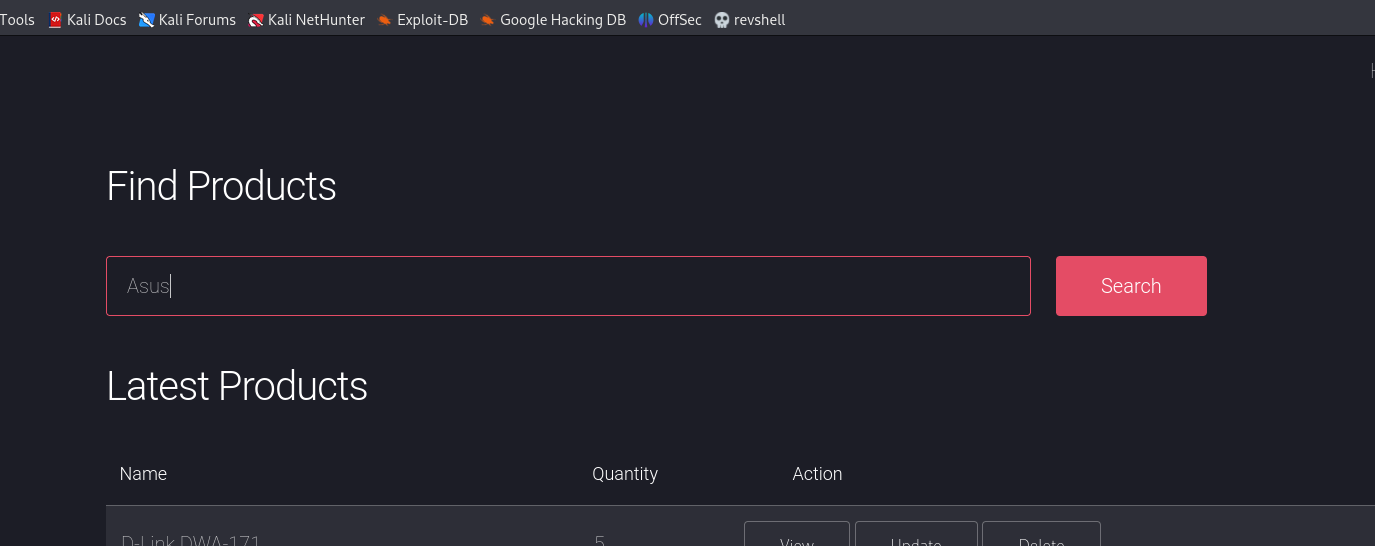 Tools Kali Docs Kali Forums Kali NetHunter Exploit-DB Google Hacking DB OffSec revshell
Find Products
Asus
Search
Latest Products
Name Quantity Action
D-Link DWA-171 5 View Update Delete